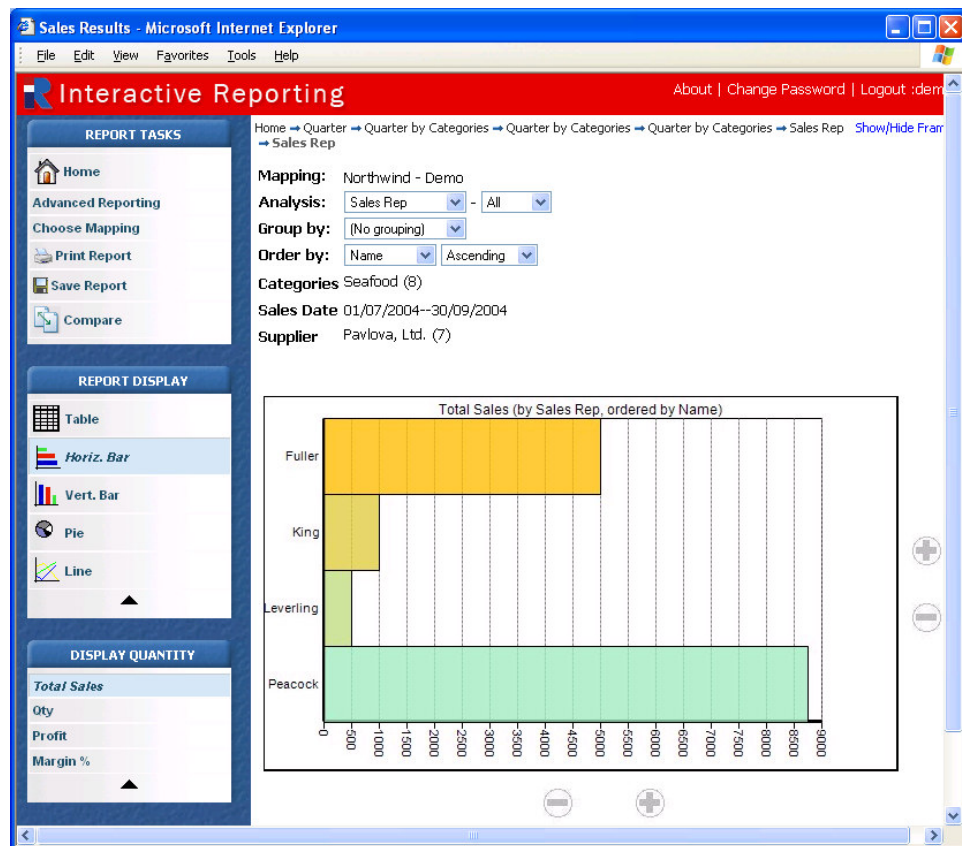 Sales Results - Microsoft Internet Explorer
File Edit View Favorites Tools Help
Interactive Reporting
About | Change Password | Logout :dem
REPORT TASKS
Home
Advanced Reporting
Choose Mapping
Print Report
Save Report
Compare
REPORT DISPLAY
Table
Horiz. Bar
Vert. Bar
Pie
Line
DISPLAY QUANTITY
Total Sales
Qty
Profit
Margin %
Home → Quarter → Quarter by Categories → Quarter by Categories → Quarter by Categories → Sales Rep Show/Hide Fram
→ Sales Rep
Mapping: Northwind - Demo
Analysis: Sales Rep - All
Group by: (No grouping)
Order by: Name Ascending
Categories Seafood (8)
Sales Date 01/07/2004--30/09/2004
Supplier Pavlova, Ltd. (7)
Total Sales (by Sales Rep, ordered by Name)
Fuller
King
Leverling
Peacock
0 500 1000 1500 2000 2500 3000 3500 4000 4500 5000 5500 6000 6500 7000 7500 8000 8500 9000